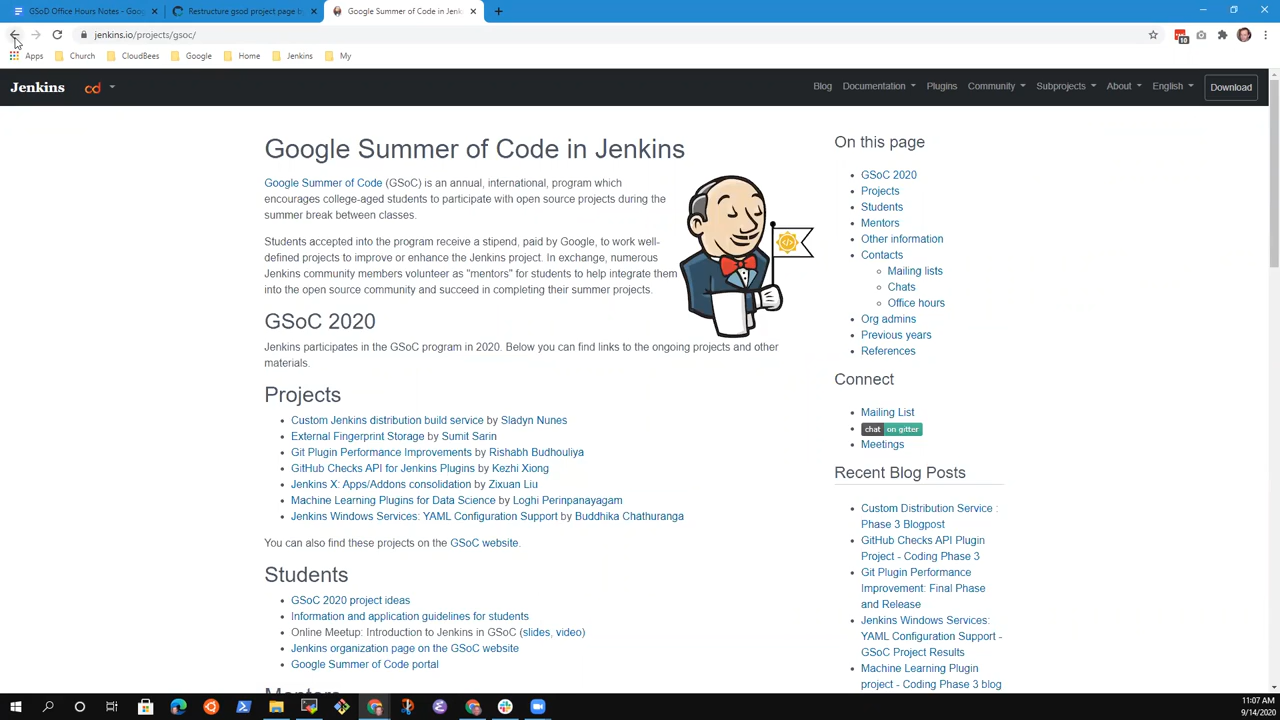 GSoD Office Hours Notes - Goog
Restructure gsod project page by
Google Summer of Code in Jenki
jenkins.io/projects/gsoc/
10
Apps
Church
CloudBees
Google
Home
Jenkins
My
Jenkins
cd
Blog
Documentation
Plugins
Community
Subprojects
About
English
Download
Google Summer of Code in Jenkins
Google Summer of Code (GSoC) is an annual, international, program which
encourages college-aged students to participate with open source projects during the
summer break between classes.
Students accepted into the program receive a stipend, paid by Google, to work well-
defined projects to improve or enhance the Jenkins project. In exchange, numerous
Jenkins community members volunteer as "mentors" for students to help integrate them
into the open source community and succeed in completing their summer projects.
GSoC 2020
Jenkins participates in the GSoC program in 2020. Below you can find links to the ongoing projects and other
materials.
Projects
Custom Jenkins distribution build service by Sladyn Nunes
External Fingerprint Storage by Sumit Sarin
Git Plugin Performance Improvements by Rishabh Budhouliya
GitHub Checks API for Jenkins Plugins by Kezhi Xiong
Jenkins X: Apps/Addons consolidation by Zixuan Liu
Machine Learning Plugins for Data Science by Loghi Perinpanayagam
Jenkins Windows Services: YAML Configuration Support by Buddhika Chathuranga
You can also find these projects on the GSoC website.
Students
GSoC 2020 project ideas
Information and application guidelines for students
Online Meetup: Introduction to Jenkins in GSoC (slides, video)
Jenkins organization page on the GSoC website
Google Summer of Code portal
Mentors
On this page
GSoC 2020
Projects
Students
Mentors
Other information
Contacts
Mailing lists
Chats
Office hours
Org admins
Previous years
References
Connect
Mailing List
chat on gitter
Meetings
Recent Blog Posts
Custom Distribution Service :
Phase 3 Blogpost
GitHub Checks API Plugin
Project - Coding Phase 3
Git Plugin Performance
Improvement: Final Phase
and Release
Jenkins Windows Services:
YAML Configuration Support -
GSoC Project Results
Machine Learning Plugin
project - Coding Phase 3 blog
11:07 AM
9/14/2020